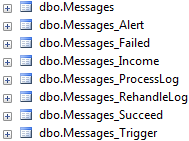 dbo.Messages
dbo.Messages_Alert
dbo.Messages_Failed
dbo.Messages_Income
dbo.Messages_ProcessLog
dbo.Messages_RehandleLog
dbo.Messages_Succeed
dbo.Messages_Trigger